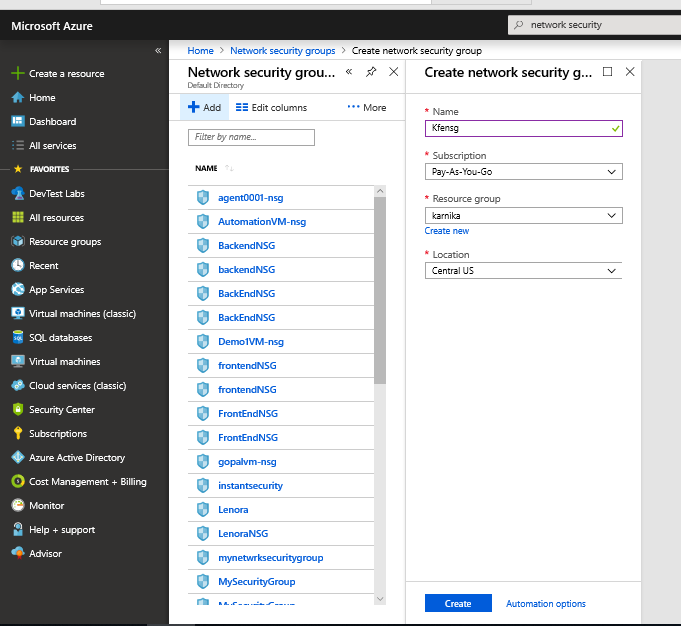 Microsoft Azure
network security
Create a resource
Home
Dashboard
All services
FAVORITES
DevTest Labs
All resources
Resource groups
Recent
App Services
Virtual machines (classic)
SQL databases
Virtual machines
Cloud services (classic)
Security Center
Subscriptions
Azure Active Directory
Cost Management + Billing
Monitor
Help + support
Advisor
Home > Network security groups > Create network security group
Network security grou... «
Default Directory
+ Add Edit columns ··· More
Filter by name...
NAME
agent0001-nsg
AutomationVM-nsg
BackendNSG
backendNSG
BackEndNSG
BackEndNSG
Demo1VM-nsg
frontendNSG
frontendNSG
FrontEndNSG
FrontEndNSG
gopalvm-nsg
instantsecurity
Lenora
LenoraNSG
mynetwrksecuritygroup
MySecurityGroup
MySecurityGroup
Create network security g...
* Name
Kfensg
* Subscription
Pay-As-You-Go
* Resource group
karnika
Create new
* Location
Central US
Create Automation options